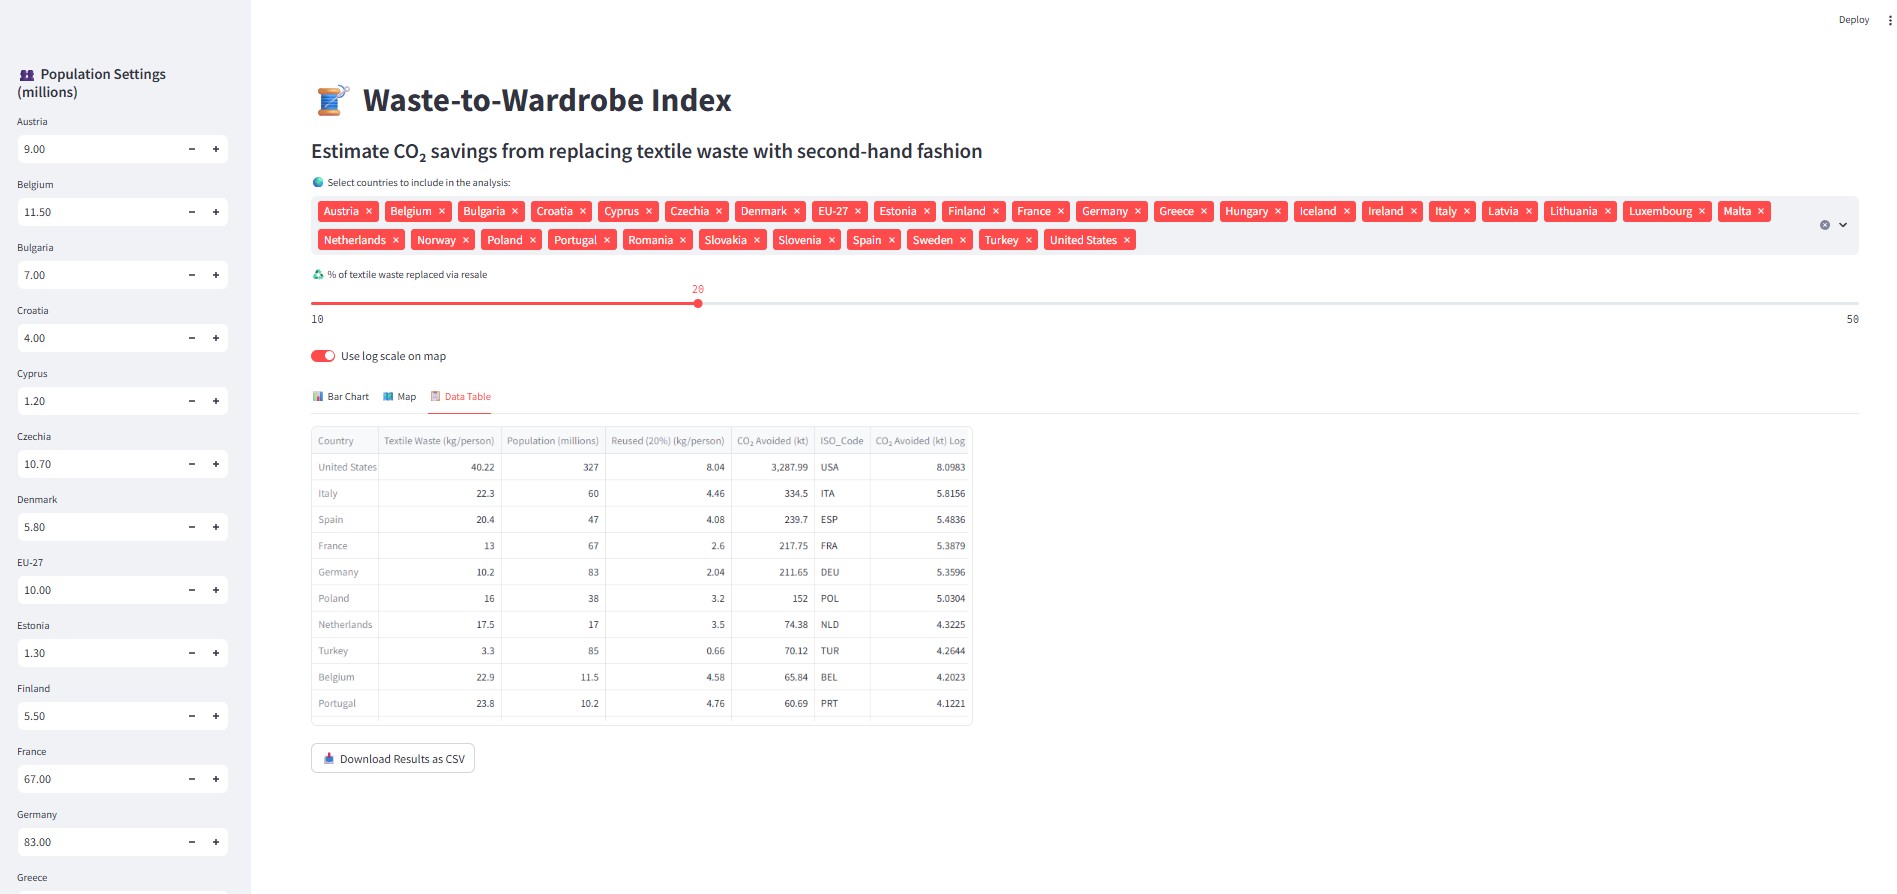 Deploy
Population Settings
(millions)
Austria
9.00
Belgium
11.50
Bulgaria
7.00
Croatia
4.00
Cyprus
1.20
Czechia
10.70
Denmark
5.80
EU-27
10.00
Estonia
1.30
Finland
5.50
France
67.00
Germany
83.00
Greece
Waste-to-Wardrobe Index
Estimate CO₂ savings from replacing textile waste with second-hand fashion
Select countries to include in the analysis:
Austria × Belgium × Bulgaria × Croatia × Cyprus × Czechia × Denmark × EU-27 × Estonia × Finland × France × Germany × Greece × Hungary × Iceland × Ireland × Italy × Latvia × Lithuania × Luxembourg × Malta ×
Netherlands × Norway × Poland × Portugal × Romania × Slovakia × Slovenia × Spain × Sweden × Turkey × United States ×
% of textile waste replaced via resale
20
10 50
Use log scale on map
Bar Chart Map Data Table
Country Textile Waste (kg/person) Population (millions) Reused (20%) (kg/person) CO₂ Avoided (kt) ISO_Code CO₂ Avoided (kt) Log
United States 40.22 327 8.04 3,287.99 USA 8.0983
Italy 22.3 60 4.46 334.5 ITA 5.8156
Spain 20.4 47 4.08 239.7 ESP 5.4836
France 13 67 2.6 217.75 FRA 5.3879
Germany 10.2 83 2.04 211.65 DEU 5.3596
Poland 16 38 3.2 152 POL 5.0304
Netherlands 17.5 17 3.5 74.38 NLD 4.3225
Turkey 3.3 85 0.66 70.12 TUR 4.2644
Belgium 22.9 11.5 4.58 65.84 BEL 4.2023
Portugal 23.8 10.2 4.76 60.69 PRT 4.1221
Download Results as CSV